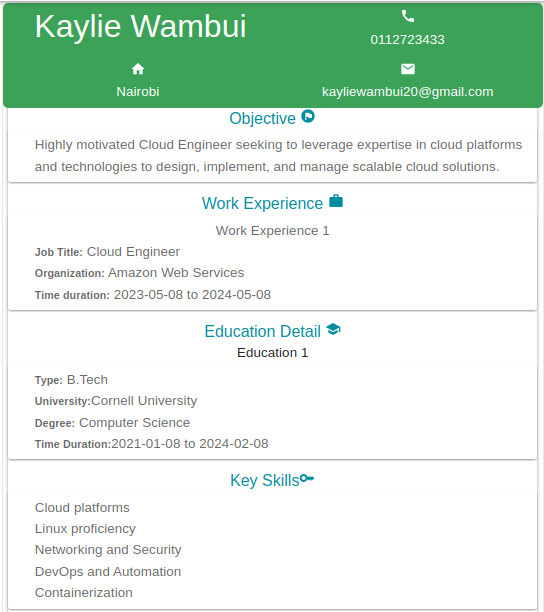 Kaylie Wambui
0112723433
Nairobi
kayliewambui20@gmail.com
Objective
Highly motivated Cloud Engineer seeking to leverage expertise in cloud platforms
and technologies to design, implement, and manage scalable cloud solutions.
Work Experience
Work Experience 1
Job Title: Cloud Engineer
Organization: Amazon Web Services
Time duration: 2023-05-08 to 2024-05-08
Education Detail
Education 1
Type: B.Tech
University:Cornell University
Degree: Computer Science
Time Duration:2021-01-08 to 2024-02-08
Key Skills
Cloud platforms
Linux proficiency
Networking and Security
DevOps and Automation
Containerization